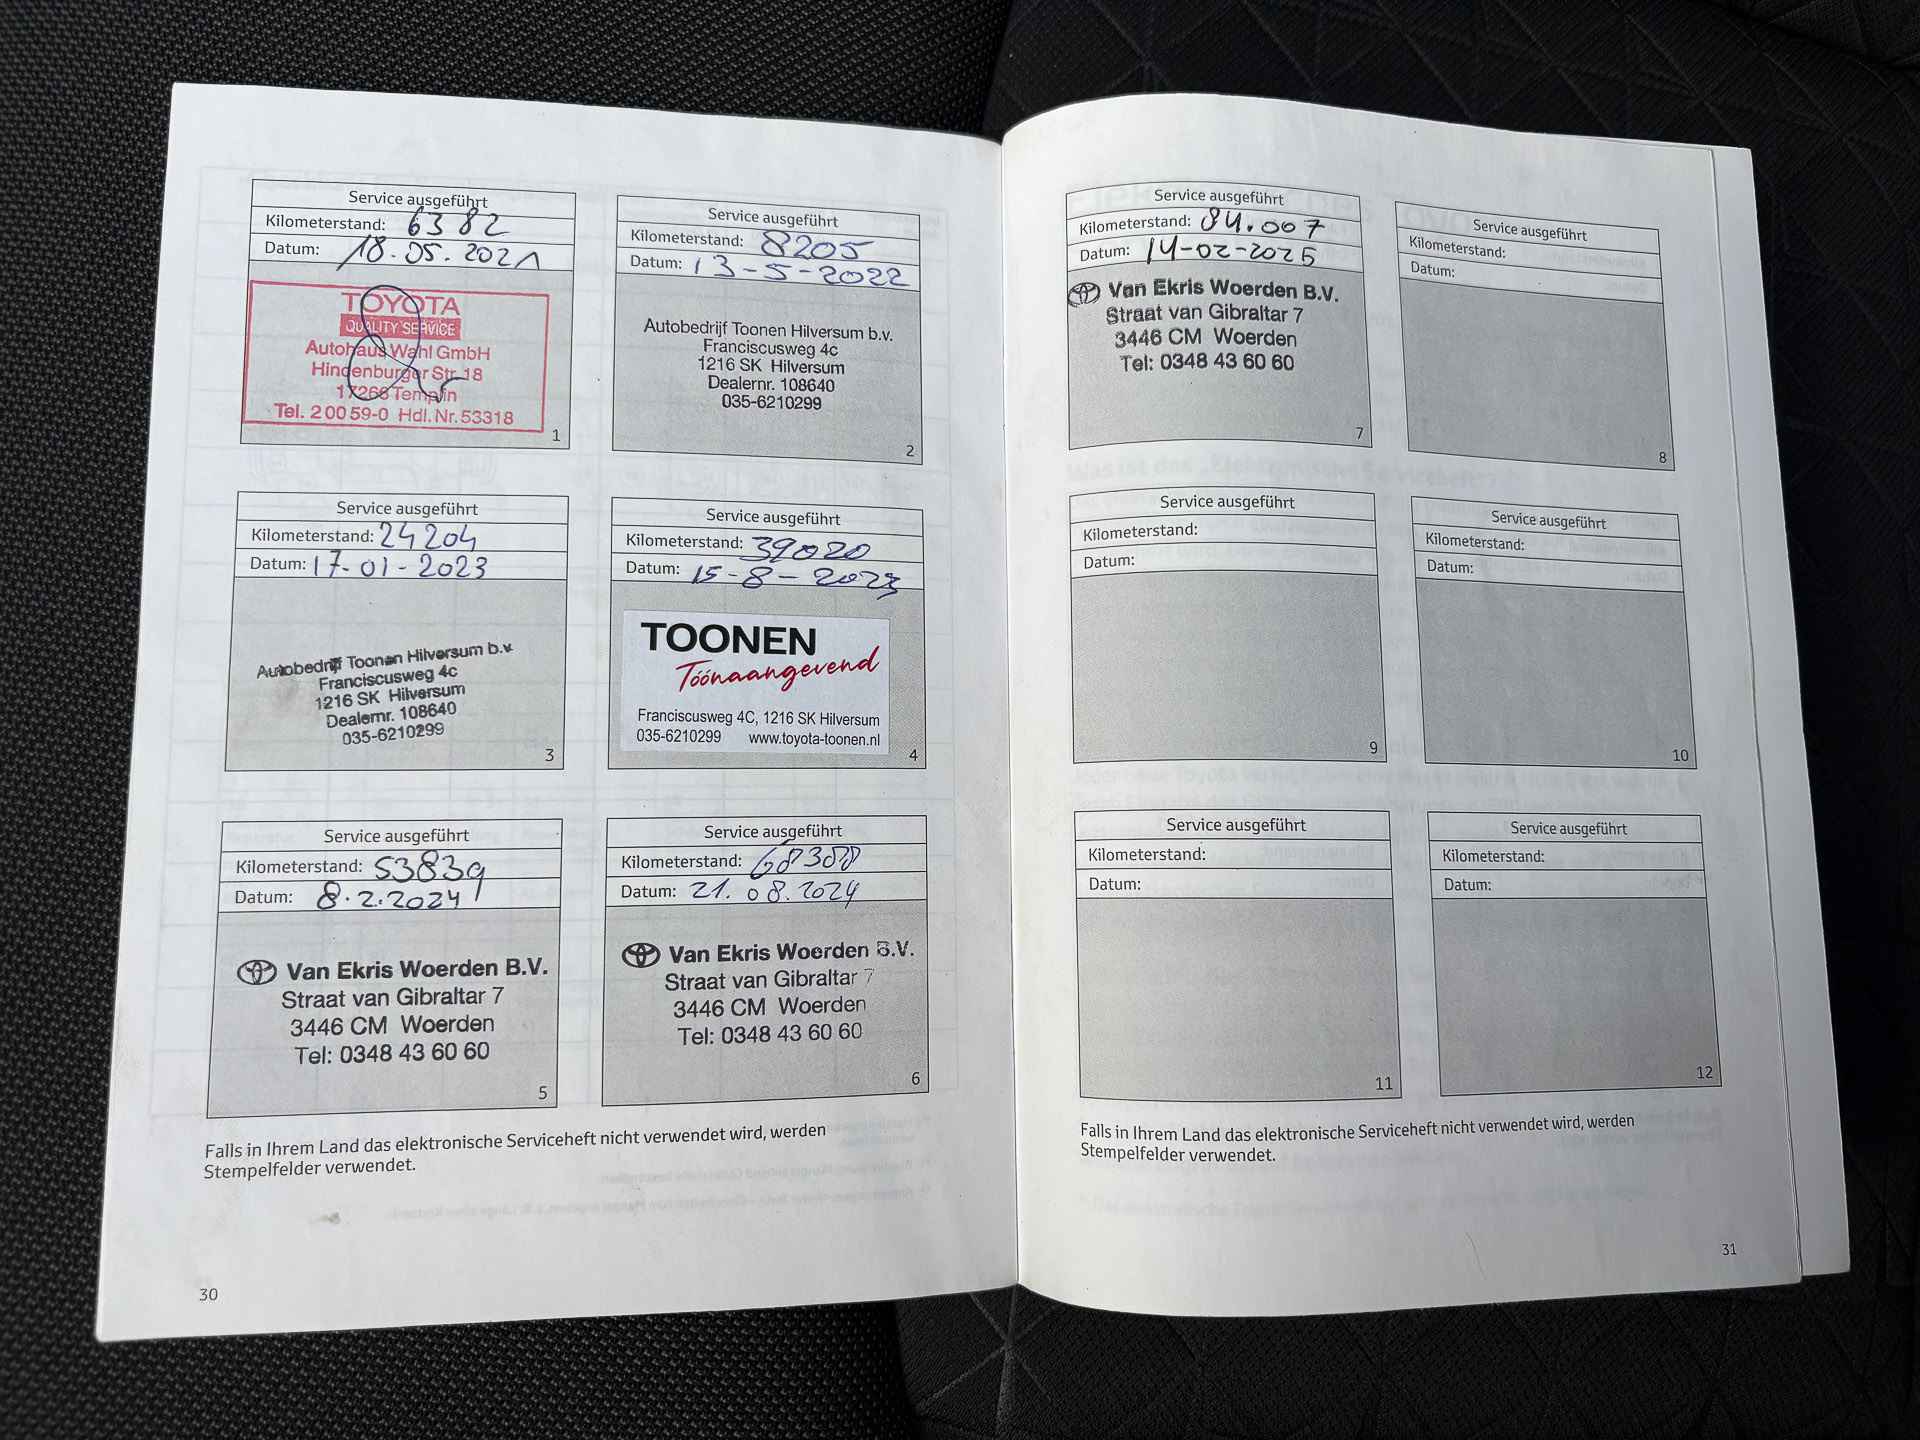 Service ausgeführt
Kilometerstand: 6382
Datum: 18.05.2021
TOYOTA
QUALITY SERVICE
Autohaus Wahl GmbH
Hindenburger Str. 18
17268 Templin
Tel. 2 00 59-0 Hdl. Nr. 53318
1
Service ausgeführt
Kilometerstand: 8205
Datum: 13-5-2022
Autobedrijf Toonen Hilversum b.v.
Franciscusweg 4c
1216 SK Hilversum
Dealernr. 108640
035-6210299
2
Service ausgeführt
Kilometerstand: 24204
Datum: 17-01-2023
Autobedrijf Toonen Hilversum b.v.
Franciscusweg 4c
1216 SK Hilversum
Dealernr. 108640
035-6210299
3
Service ausgeführt
Kilometerstand: 39020
Datum: 15-8-2023
TOONEN
Tóónaangevend
Franciscusweg 4C, 1216 SK Hilversum
035-6210299 www.toyota-toonen.nl
4
Service ausgeführt
Kilometerstand: 53839
Datum: 8.2.2024
Van Ekris Woerden B.V.
Straat van Gibraltar 7
3446 CM Woerden
Tel: 0348 43 60 60
5
Service ausgeführt
Kilometerstand:
Datum: 21.08.2024
Van Ekris Woerden B.V.
Straat van Gibraltar 7
3446 CM Woerden
Tel: 0348 43 60 60
6
Falls in Ihrem Land das elektronische Serviceheft nicht verwendet wird, werden
Stempelfelder verwendet.
30
Service ausgeführt
Kilometerstand: 84.007
Datum: 14-02-2025
Van Ekris Woerden B.V.
Straat van Gibraltar 7
3446 CM Woerden
Tel: 0348 43 60 60
7
Service ausgeführt
Kilometerstand:
Datum:
8
Service ausgeführt
Kilometerstand:
Datum:
9
Service ausgeführt
Kilometerstand:
Datum:
10
Service ausgeführt
Kilometerstand:
Datum:
11
Service ausgeführt
Kilometerstand:
Datum:
12
Falls in Ihrem Land das elektronische Serviceheft nicht verwendet wird, werden
Stempelfelder verwendet.
31